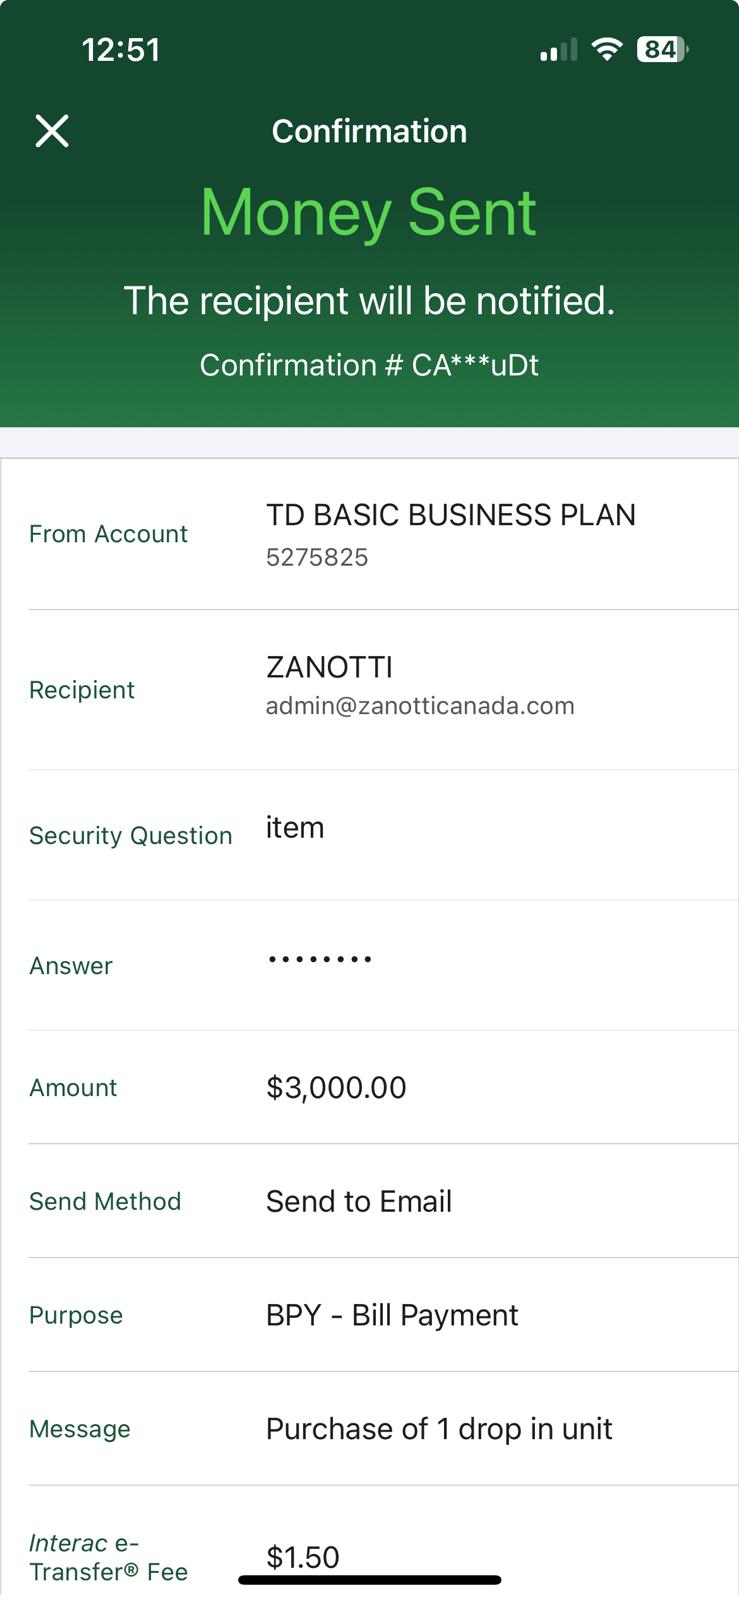 12:51
84
Confirmation
Money Sent
The recipient will be notified.
Confirmation # CA***uDt
From Account
TD BASIC BUSINESS PLAN
5275825
Recipient
ZANOTTI
admin@zanotticanada.com
Security Question
item
Answer
••••••••
Amount
$3,000.00
Send Method
Send to Email
Purpose
BPY - Bill Payment
Message
Purchase of 1 drop in unit
Interac e-
Transfer® Fee
$1.50